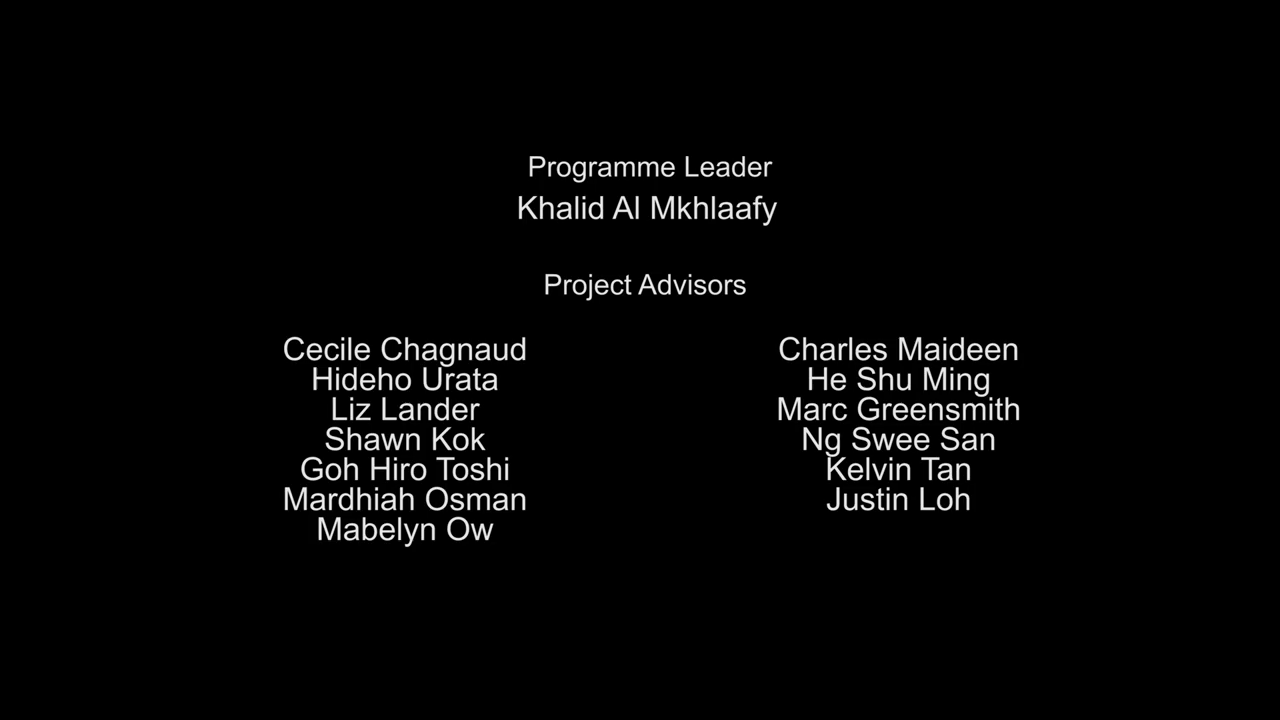 Programme Leader
Khalid Al Mkhlaafy
Project Advisors
Cecile Chagnaud
Hideho Urata
Liz Lander
Shawn Kok
Goh Hiro Toshi
Mardhiah Osman
Mabelyn Ow
Charles Maideen
He Shu Ming
Marc Greensmith
Ng Swee San
Kelvin Tan
Justin Loh